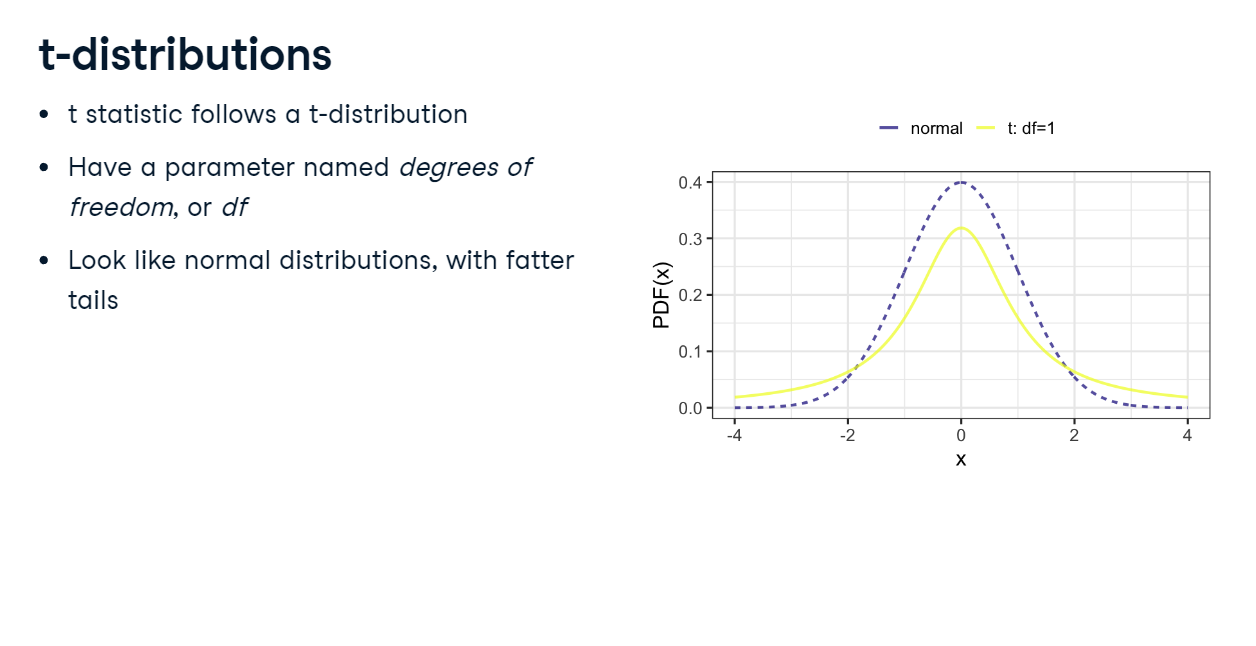 t-distributions
• t statistic follows a t-distribution
• Have a parameter named degrees of
freedom, or df
• Look like normal distributions, with fatter
tails
normal t: df=1
PDF(x)
0.4
0.3
0.2
0.1
0.0
-4 -2 0 2 4
x